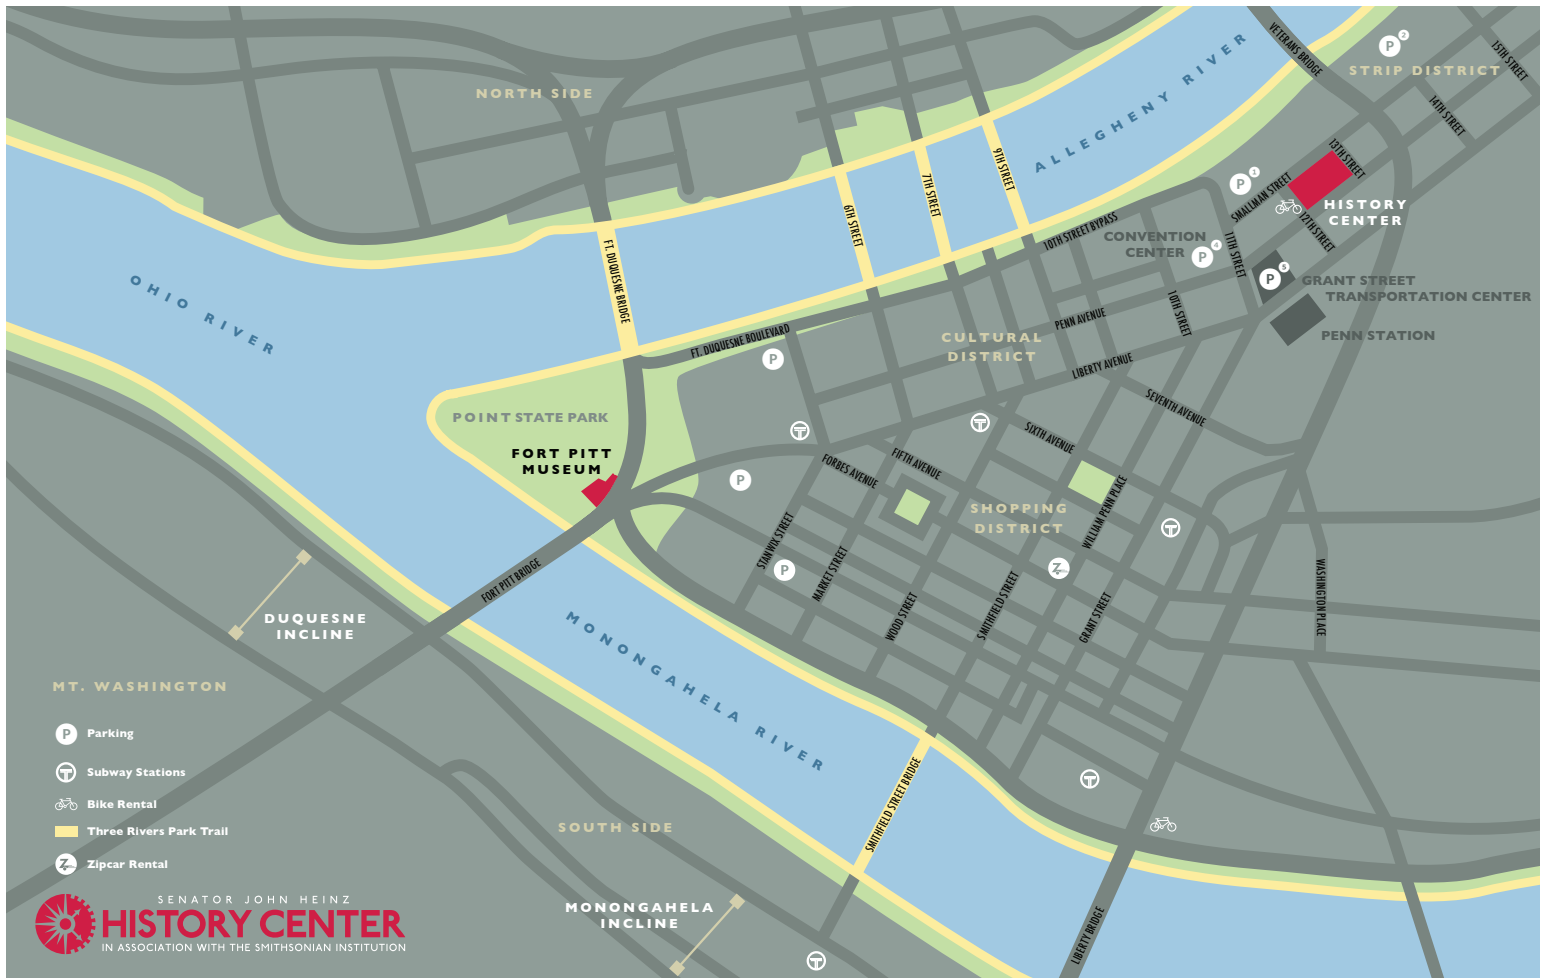 VETERANS BRIDGE
P 2
STRIP DISTRICT
15TH STREET
14TH STREET
13TH STREET
NORTH SIDE
ALLEGHENY RIVER
9TH STREET
7TH STREET
6TH STREET
P 1
SMALLMAN STREET
HISTORY
CENTER
12TH STREET
11TH STREET
10TH STREET BYPASS
CONVENTION
CENTER
P 4
P 5
GRANT STREET
TRANSPORTATION CENTER
PENN STATION
10TH STREET
PENN AVENUE
LIBERTY AVENUE
CULTURAL
DISTRICT
OHIO RIVER
FT. DUQUESNE BRIDGE
FT. DUQUESNE BOULEVARD
P
POINT STATE PARK
FORT PITT
MUSEUM
T
T
P
SEVENTH AVENUE
SIXTH AVENUE
FIFTH AVENUE
FORBES AVENUE
WILLIAM PENN PLACE
SHOPPING
DISTRICT
T
Z
STANWIX STREET
P
MARKET STREET
WOOD STREET
SMITHFIELD STREET
GRANT STREET
WASHINGTON PLACE
FORT PITT BRIDGE
DUQUESNE
INCLINE
MONONGAHELA RIVER
MT. WASHINGTON
P Parking
T Subway Stations
Bike Rental
Three Rivers Park Trail
Z Zipcar Rental
SMITHFIELD STREET BRIDGE
T
SOUTH SIDE
MONONGAHELA
INCLINE
T
LIBERTY BRIDGE
SENATOR JOHN HEINZ
HISTORY CENTER
IN ASSOCIATION WITH THE SMITHSONIAN INSTITUTION